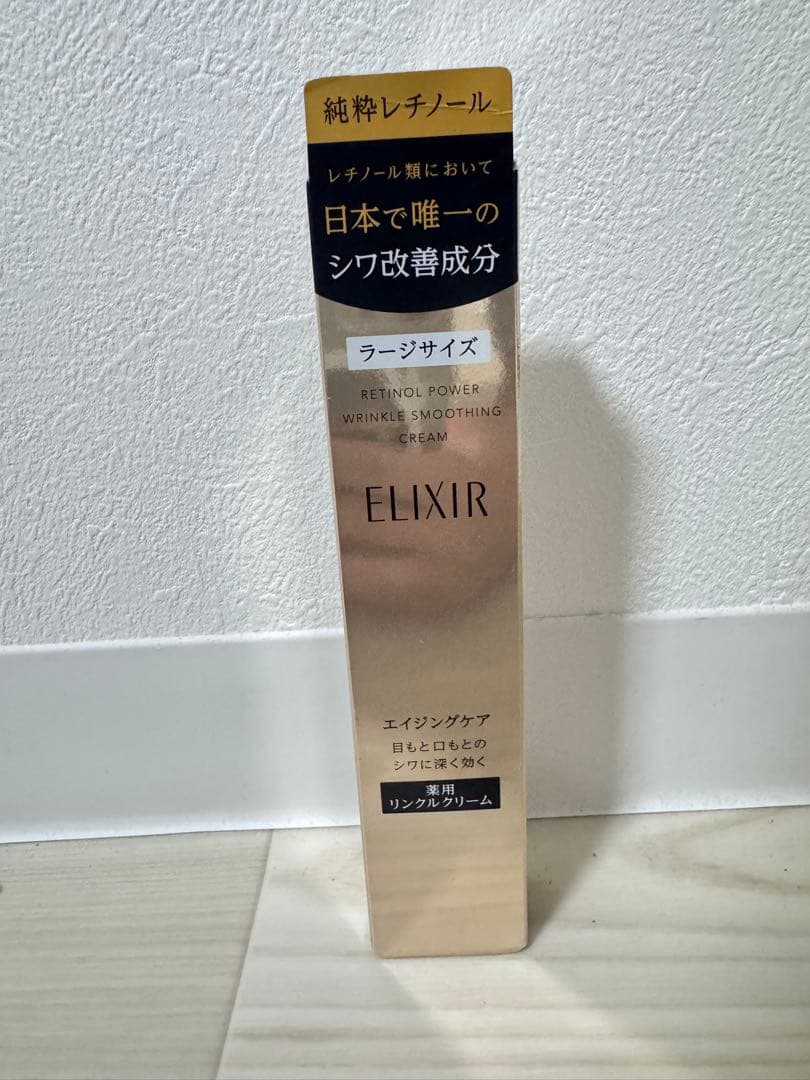 純粋レチノール
レチノール類において
日本で唯一の
シワ改善成分
ラージサイズ
RETINOL POWER
WRINKLE SMOOTHING
CREAM
ELIXIR
エイジングケア
目もと口もとの
シワに深く効く
薬用
リンクルクリーム